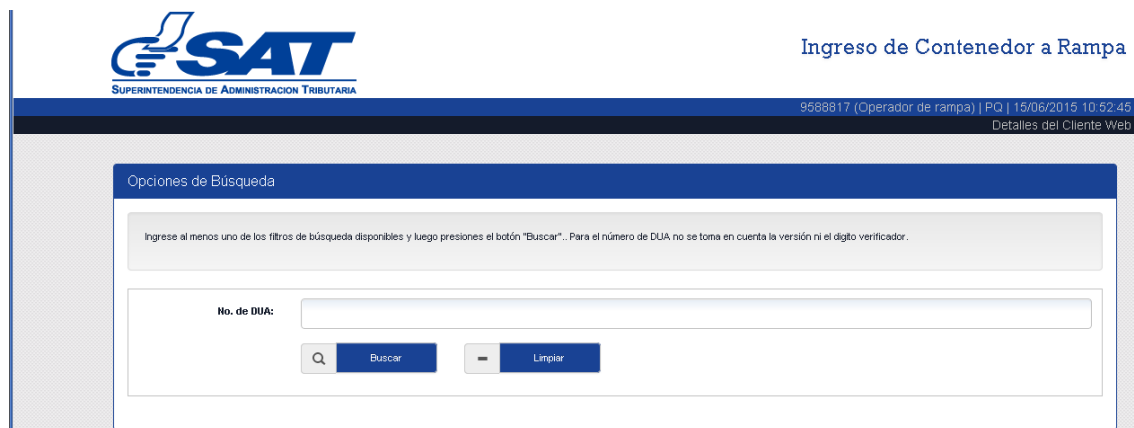 SAT
SUPERINTENDENCIA DE ADMINISTRACION TRIBUTARIA
Ingreso de Contenedor a Rampa
9588817 (Operador de rampa) | PQ | 15/06/2015 10:52:45
Detalles del Cliente Web
Opciones de Búsqueda
Ingrese al menos uno de los filtros de búsqueda disponibles y luego presiones el botón "Buscar".. Para el número de DUA no se toma en cuenta la versión ni el digito verificador.
No. de DUA:
Buscar
Limpiar